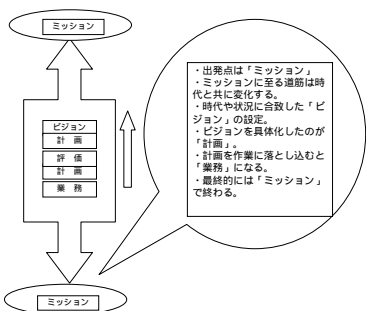 ミッション
ビジョン
計 画
評 価
計 画
業 務
ミッション
・出発点は「ミッション」
・ミッションに至る道筋は時
代と共に変化する。
・時代や状況に合致した「ビ
ジョン」の設定。
・ビジョンを具体化したのが
「計画」。
・計画を作業に落とし込むと
「業務」になる。
・最終的には「ミッション」
で終わる。